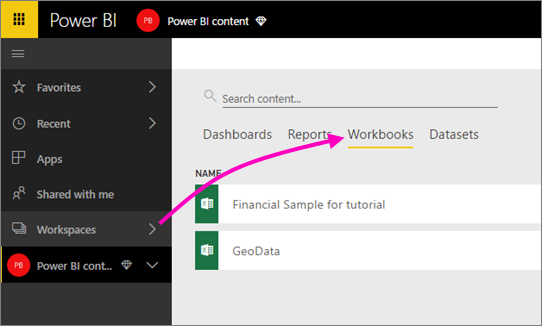 Power BI
PB
Power BI content
Favorites
Recent
Apps
Shared with me
Workspaces
PB
Power BI cont...
Search content...
Dashboards Reports Workbooks Datasets
NAME
Financial Sample for tutorial
GeoData